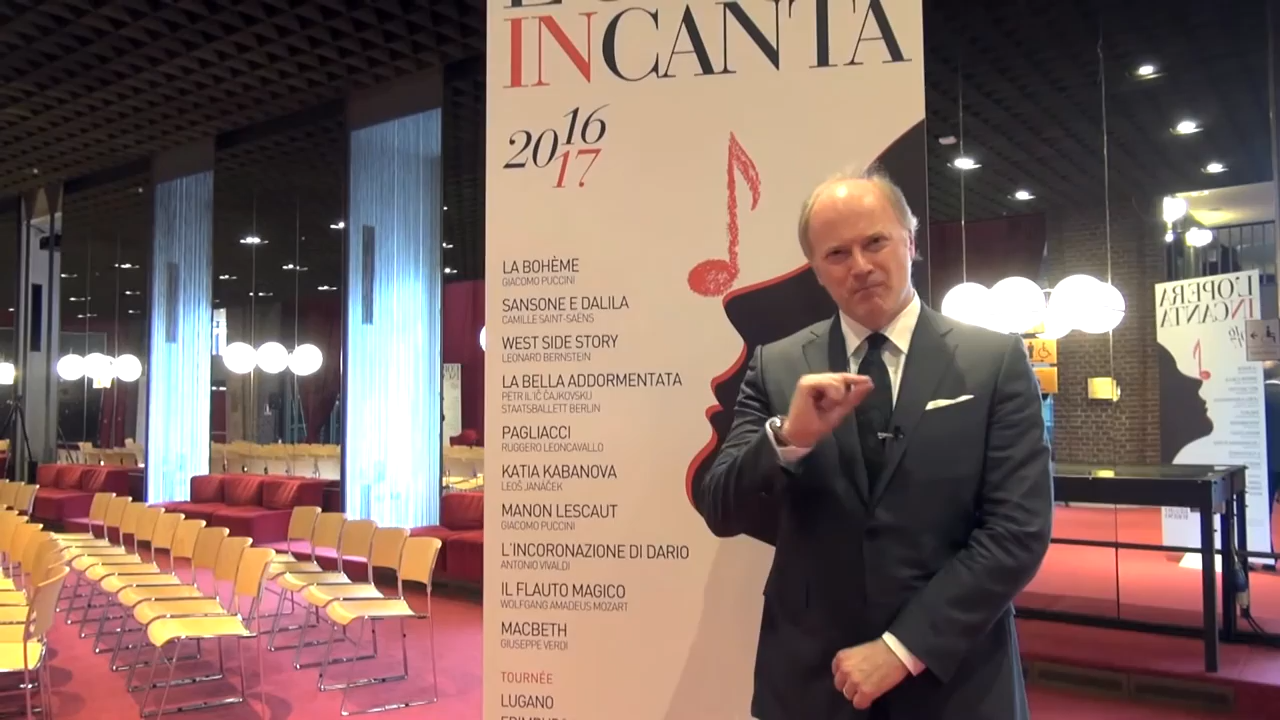 INCANTA
2016
17
LA BOHÈME
GIACOMO PUCCINI
SANSONE E DALILA
CAMILLE SAINT-SAËNS
WEST SIDE STORY
LEONARD BERNSTEIN
LA BELLA ADDORMENTATA
PËTR IL'IČ ČAJKOVSKIJ
STAATSBALLETT BERLIN
PAGLIACCI
RUGGERO LEONCAVALLO
KATIA KABANOVA
LEOŠ JANÁČEK
MANON LESCAUT
GIACOMO PUCCINI
L'INCORONAZIONE DI DARIO
ANTONIO VIVALDI
IL FLAUTO MAGICO
WOLFGANG AMADEUS MOZART
MACBETH
GIUSEPPE VERDI
TOURNÉE
LUGANO
L'OPERA
INCANTA